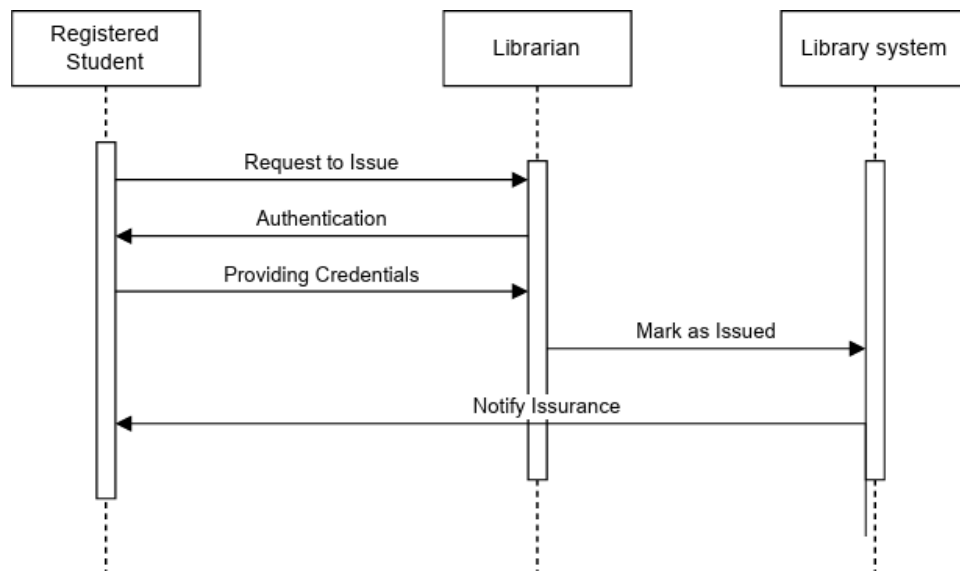 Registered
Student
Librarian
Library system
Request to Issue
Authentication
Providing Credentials
Mark as Issued
Notify Issurance